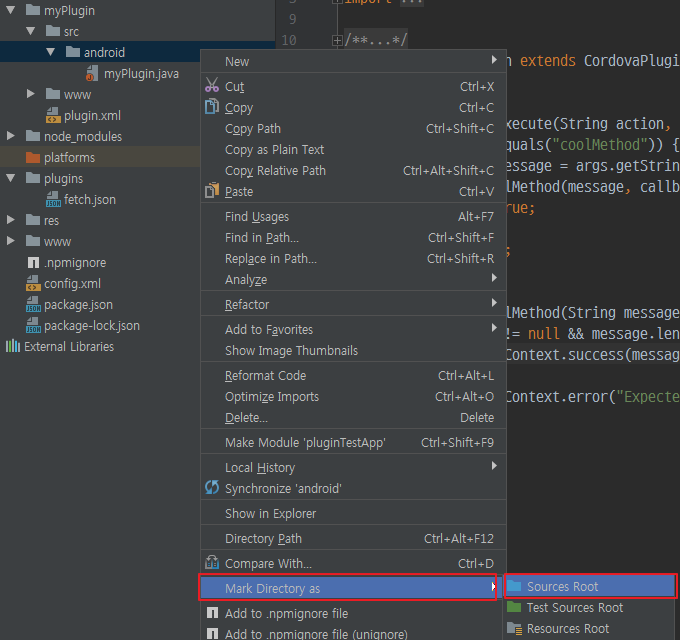 myPlugin
src
android
myPlugin.java
www
plugin.xml
node_modules
platforms
plugins
fetch.json
res
www
.npmignore
config.xml
package.json
package-lock.json
External Libraries
import ...
9
10 /**...*/
extends CordovaPlugi
xecute(String action,
quals("coolMethod")) {
essage = args.getStrin
lMethod(message, callb
rue;
;
lMethod(String message
!= null && message.len
Context.success(messag
Context.error("Expecte
New
Cut Ctrl+X
Copy Ctrl+C
Copy Path Ctrl+Shift+C
Copy as Plain Text
Copy Relative Path Ctrl+Alt+Shift+C
Paste Ctrl+V
Find Usages Alt+F7
Find in Path... Ctrl+Shift+F
Replace in Path... Ctrl+Shift+R
Analyze
Refactor
Add to Favorites
Show Image Thumbnails
Reformat Code Ctrl+Alt+L
Optimize Imports Ctrl+Alt+O
Delete... Delete
Make Module 'pluginTestApp' Ctrl+Shift+F9
Local History
Synchronize 'android'
Show in Explorer
Directory Path Ctrl+Alt+F12
Compare With... Ctrl+D
Mark Directory as
Add to .npmignore file
Add to .npmignore file (unignore)
Sources Root
Test Sources Root
Resources Root